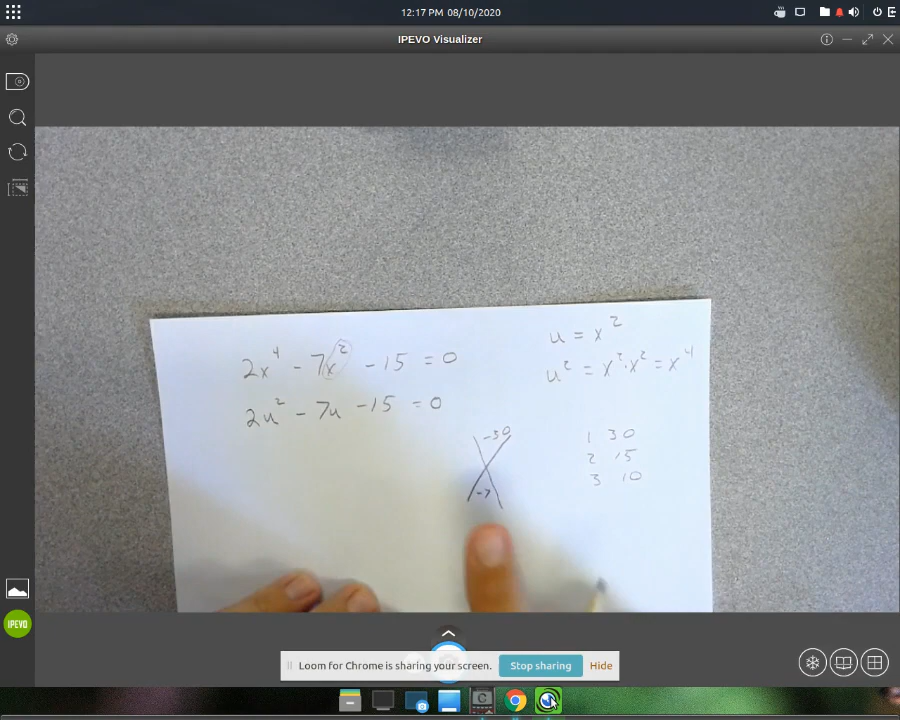 12:17 PM 08/10/2020
IPEVO Visualizer
u = x²
2x⁴ - 7x² - 15 = 0
u² = x²·x² = x⁴
2u² - 7u - 15 = 0
-30
-7
1 30
2 15
3 10
IPEVO
Loom for Chrome is sharing your screen. Stop sharing Hide